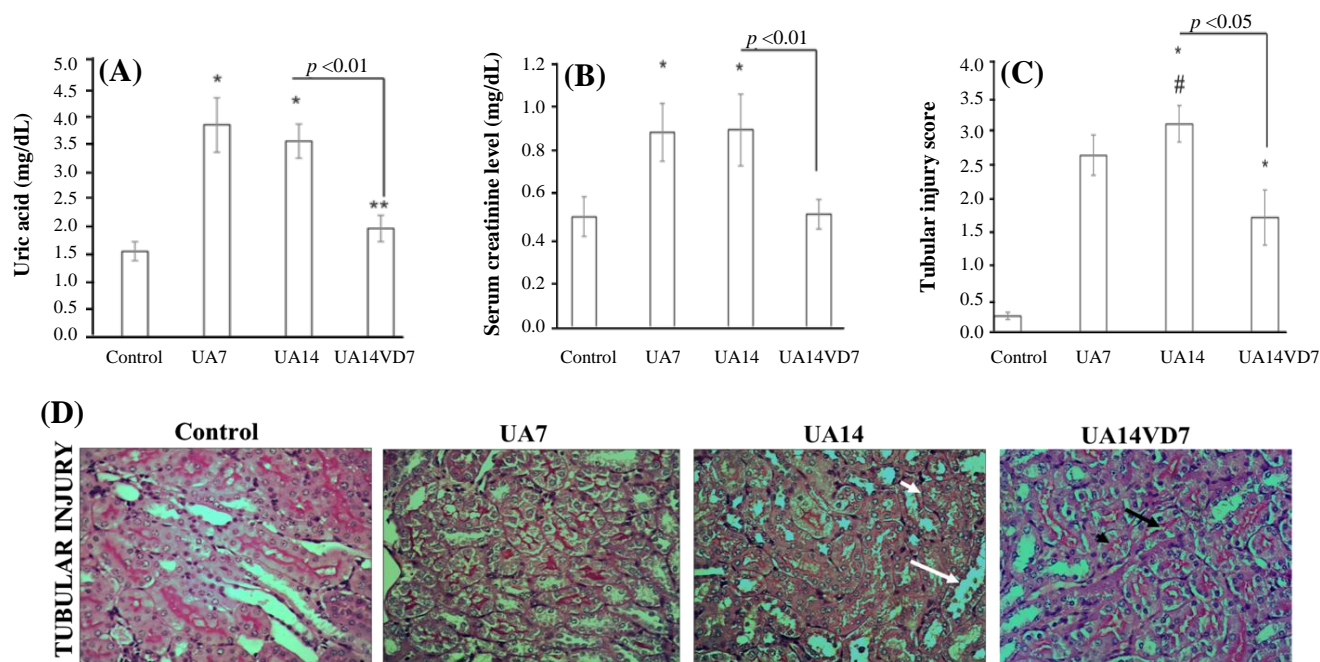 (A)
Uric acid (mg/dL)
5.0
4.5
4.0
3.5
3.0
2.5
2.0
1.5
1.0
0.5
0.0
*
*
p <0.01
**
Control UA7 UA14 UA14VD7
(B)
Serum creatinine level (mg/dL)
1.2
1.0
0.8
0.6
0.4
0.2
0.0
*
*
p <0.01
Control UA7 UA14 UA14VD7
(C)
Tubular injury score
4.0
3.5
3.0
2.5
2.0
1.5
0.5
0.0
p <0.05
*
#
*
Control UA7 UA14 UA14VD7
(D)
TUBULAR INJURY
Control UA7 UA14 UA14VD7